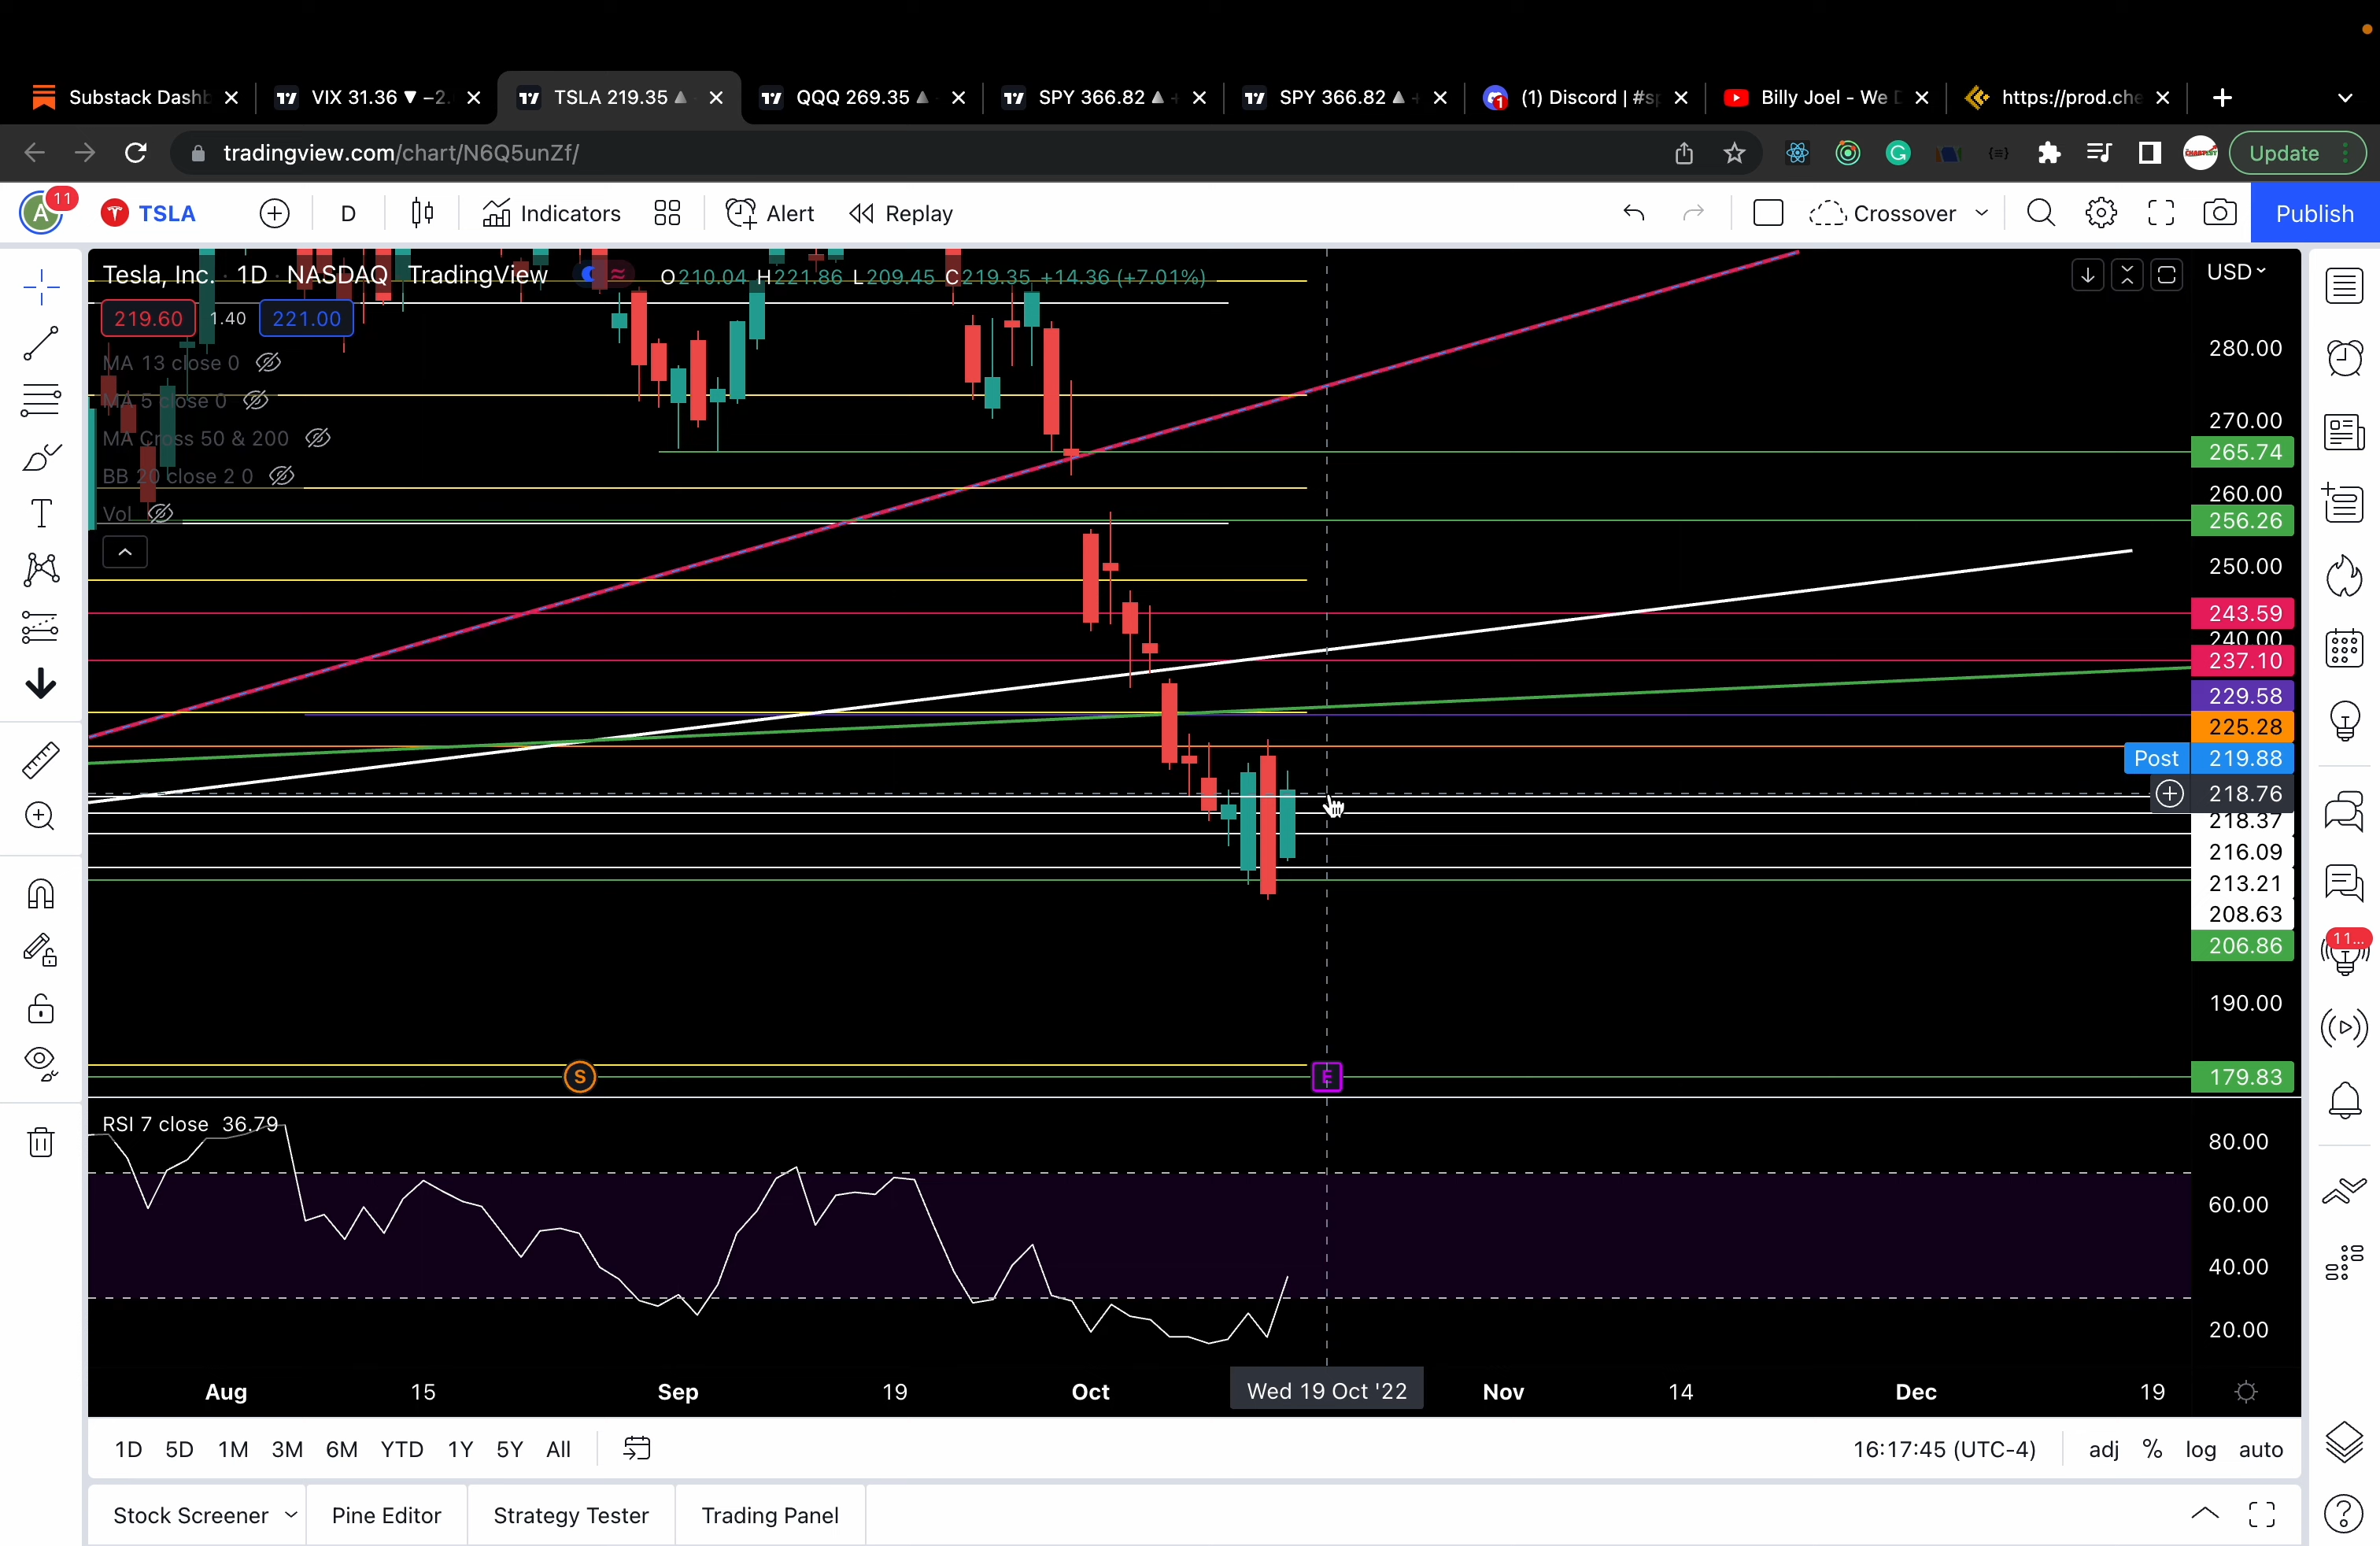 Substack Dashb
VIX 31.36 ▼ −2.
TSLA 219.35 ▲
QQQ 269.35 ▲
SPY 366.82 ▲
SPY 366.82 ▲
(1) Discord | #s
Billy Joel - We
https://prod.che
tradingview.com/chart/N6Q5unZf/
Update
A
11
TSLA
D
Indicators
Alert
Replay
Crossover
Publish
Tesla, Inc. · 1D · NASDAQ · TradingView
O210.04 H221.86 L209.45 C219.35 +14.36 (+7.01%)
USD
219.60
1.40
221.00
MA 13 close 0
MA 5 close 0
MA Cross 50 & 200
BB 20 close 2 0
Vol
280.00
270.00
265.74
260.00
256.26
250.00
243.59
240.00
237.10
229.58
225.28
Post 219.88
218.76
218.37
216.09
213.21
208.63
206.86
190.00
179.83
S
E
11...
RSI 7 close 36.79
80.00
60.00
40.00
20.00
Aug
15
Sep
19
Oct
Wed 19 Oct '22
Nov
14
Dec
19
1D 5D 1M 3M 6M YTD 1Y 5Y All
16:17:45 (UTC-4)
adj % log auto
Stock Screener
Pine Editor
Strategy Tester
Trading Panel